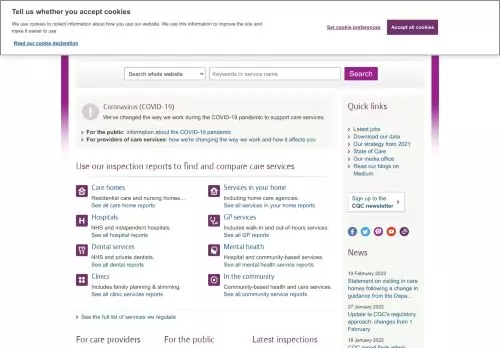 Tell us whether you accept cookies
We use cookies to collect information about how you use our website. We use this information to improve the site and
make it easier to use
Read our cookie declaration
Set cookie preferences
Accept all cookies
Search whole website
Keywords or service name
Search
Coronavirus (COVID-19)
We've changed the way we work during the COVID-19 pandemic to support care services.
For the public: information about the COVID-19 pandemic
For providers of care services: how we're changing the way we work and how it affects you
Use our inspection reports to find and compare care services
Care homes
Residential care and nursing homes...
See all care home reports
Services in your home
Including home care agencies.
See all services in your home reports
Hospitals
NHS and independent hospitals.
See all hospital reports
GP services
Includes walk-in and out-of-hours services
See all GP reports
Dental services
NHS and private dentists.
See all dental reports
Mental health
Hospital and community-based services.
See all mental health service reports
Clinics
Includes family planning & slimming.
See all clinic services reports
In the community
Community-based health and care services.
See all community service reports
See the full list of services we regulate
For care providers
For the public
Latest inspections
Quick links
Latest jobs
Download our data
Our strategy from 2021
State of Care
Our media office
Read our blogs on
Medium
Sign up to the
CQC newsletter
News
10 February 2022
Statement on visiting in care
homes following a change in
guidance from the Depa...
27 January 2022
Update to CQC's regulatory
approach: changes from 1
February
19 January 2022